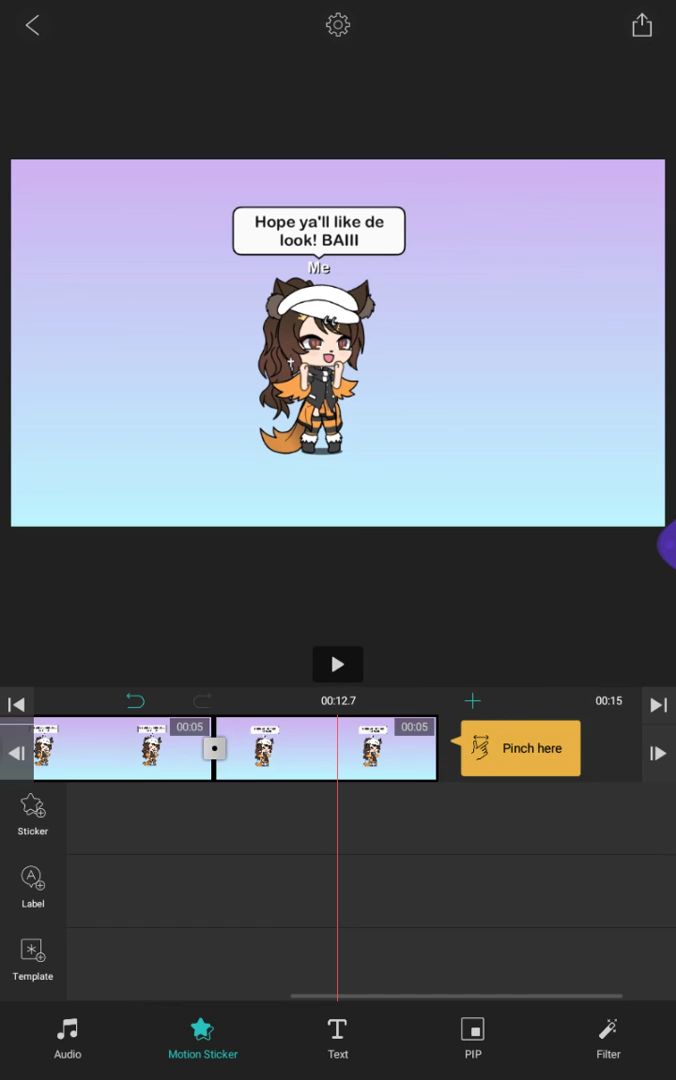 Hope ya'll like de
look! BAIII
Me
00:12.7
00:15
00:05
00:05
Pinch here
Sticker
Label
Template
Audio
Motion Sticker
Text
PIP
Filter